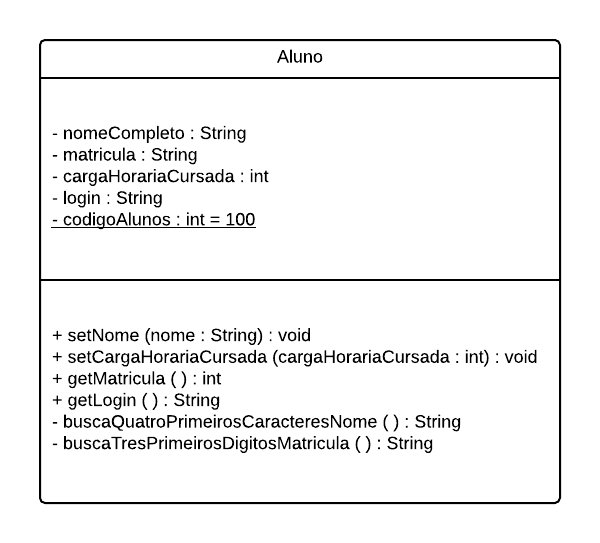 Aluno
- nomeCompleto : String
- matricula : String
- cargaHorariaCursada : int
- login : String
- codigoAlunos : int = 100
+ setNome (nome : String) : void
+ setCargaHorariaCursada (cargaHorariaCursada : int) : void
+ getMatricula ( ) : int
+ getLogin ( ) : String
- buscaQuatroPrimeirosCaracteresNome ( ) : String
- buscaTresPrimeirosDigitosMatricula ( ) : String